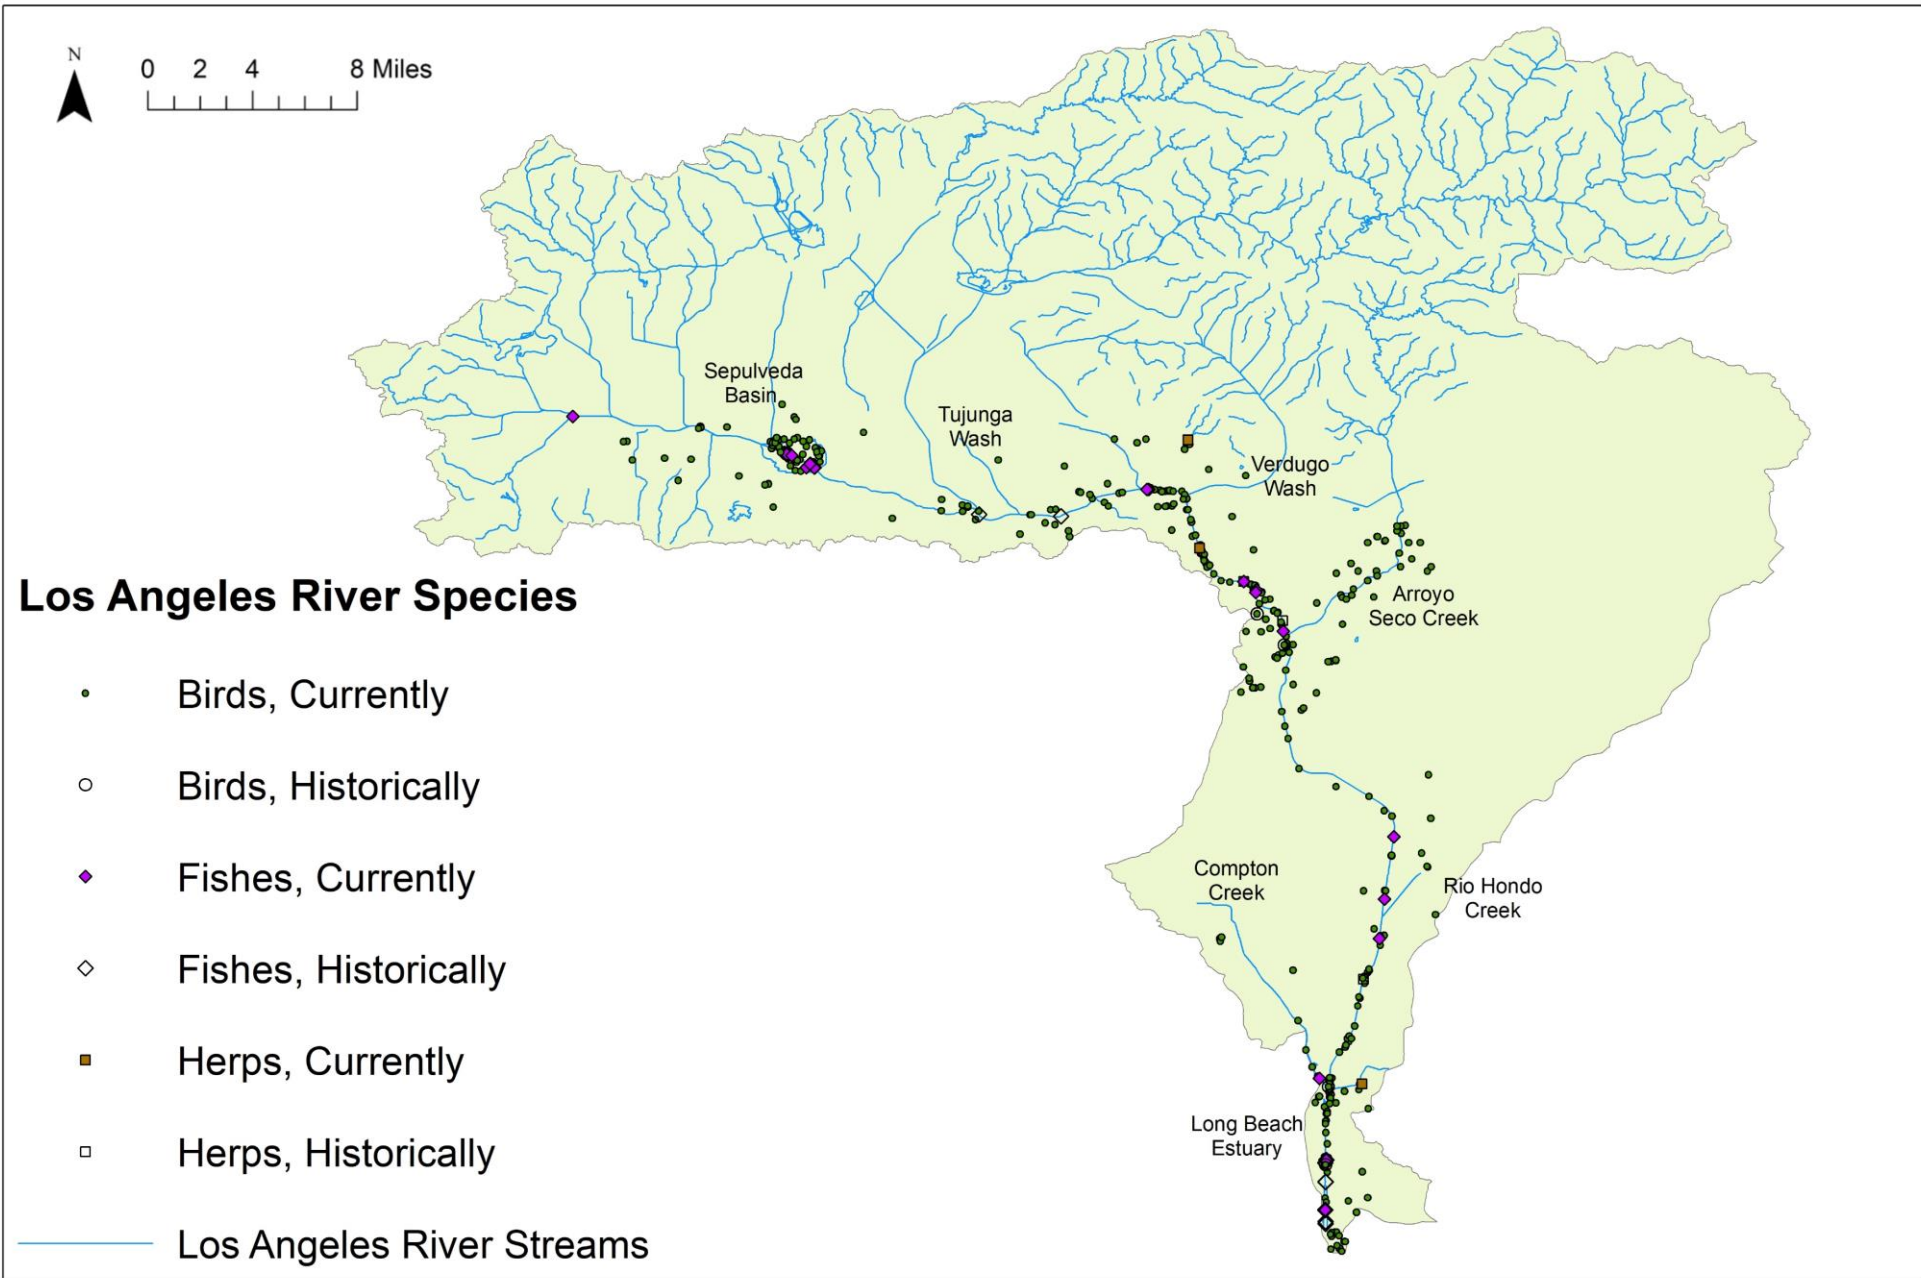 N
0 2 4 8 Miles
Sepulveda
Basin
Tujunga
Wash
Verdugo
Wash
Arroyo
Seco Creek
Los Angeles River Species
Birds, Currently
Birds, Historically
Fishes, Currently
Fishes, Historically
Herps, Currently
Herps, Historically
Los Angeles River Streams
Compton
Creek
Rio Hondo
Creek
Long Beach
Estuary